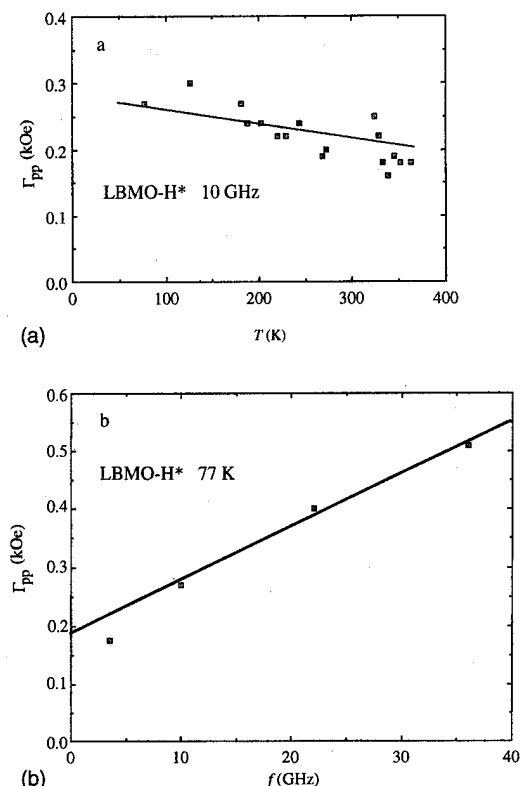 a
0.4
0.3
0.2
0.1
0.0
Γpp (kOe)
LBMO-H* 10 GHz
0
100
200
300
400
T (K)
(a)
b
0.6
0.5
0.4
0.3
0.2
0.1
0.0
Γpp (kOe)
LBMO-H* 77 K
0
10
20
30
40
f (GHz)
(b)